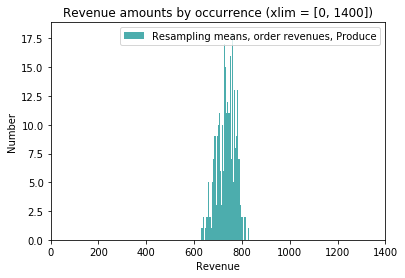 Revenue amounts by occurrence (xlim = [0, 1400])
Resampling means, order revenues, Produce
17.5
15.0
12.5
10.0
7.5
5.0
2.5
0.0
Number
0 200 400 600 800 1000 1200 1400
Revenue